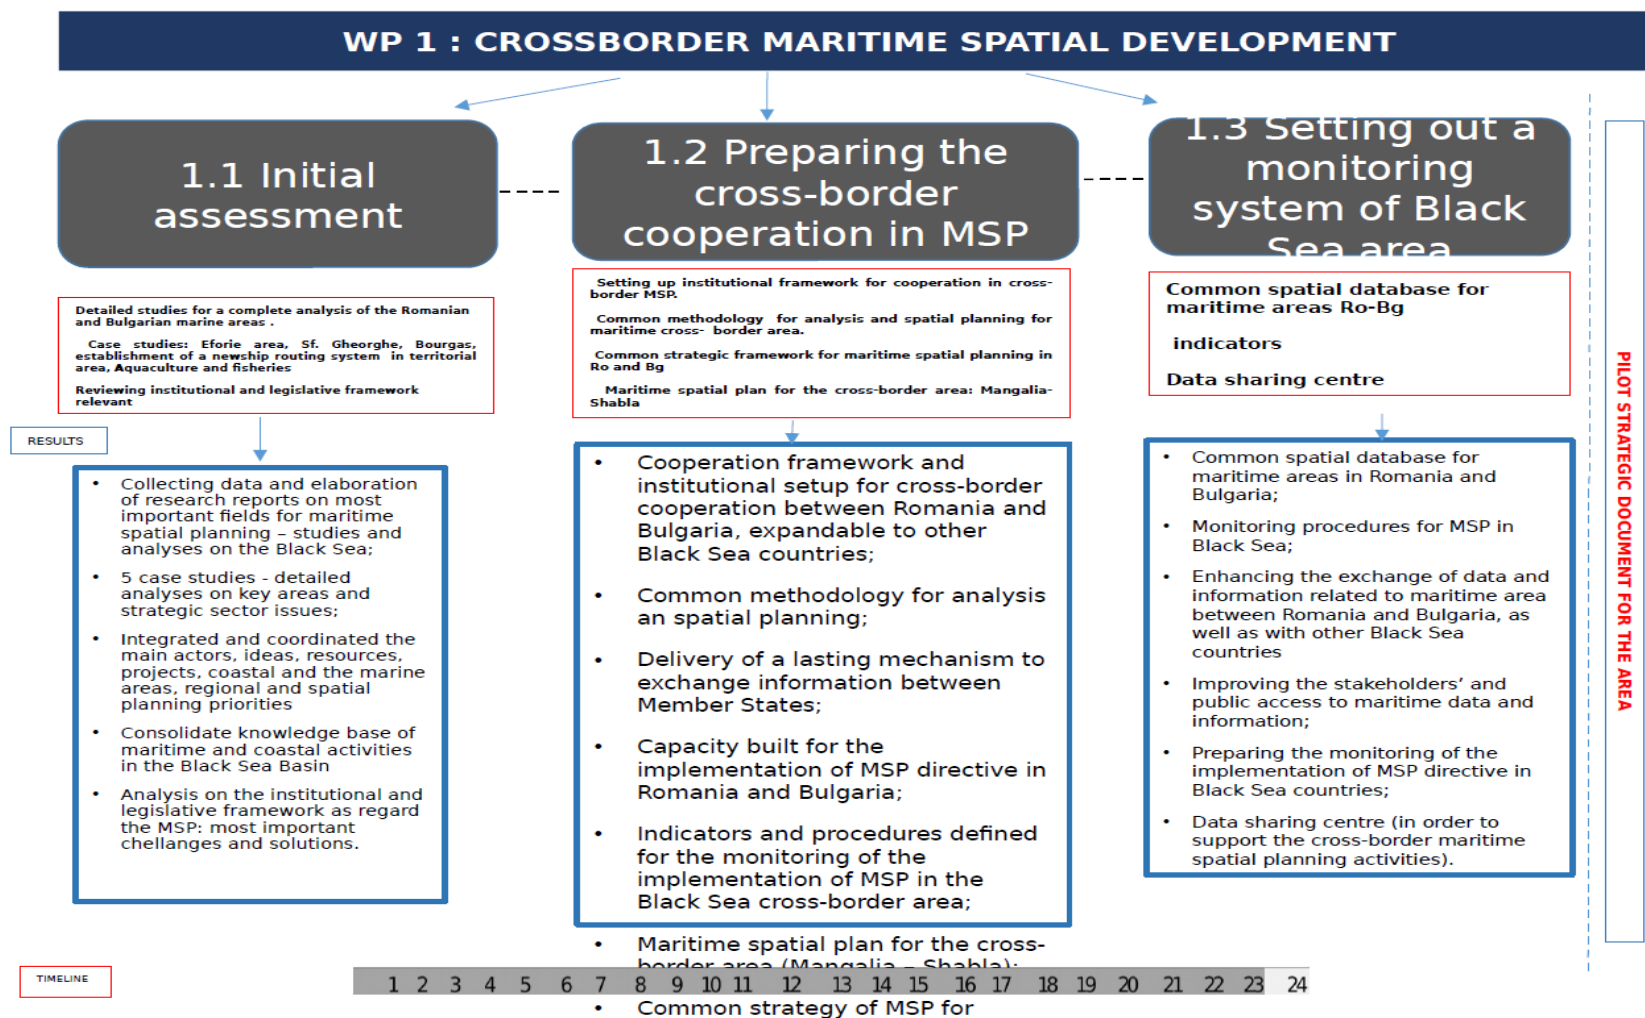 WP 1 : CROSSBORDER MARITIME SPATIAL DEVELOPMENT
1.1 Initial
assessment
1.2 Preparing the
cross-border
cooperation in MSP
1.3 Setting out a
monitoring
system of Black
Sea area
Detailed studies for a complete analysis of the Romanian
and Bulgarian marine areas .
Case studies: Eforie area, Sf. Gheorghe, Bourgas,
establishment of a newship routing system in territorial
area, Aquaculture and fisheries
Reviewing institutional and legislative framework
relevant
Setting up institutional framework for cooperation in cross-
border MSP.
Common methodology for analysis and spatial planning for
maritime cross- border area.
Common strategic framework for maritime spatial planning in
Ro and Bg
Maritime spatial plan for the cross-border area: Mangalia-
Shabla
Common spatial database for
maritime areas Ro-Bg
indicators
Data sharing centre
RESULTS
• Collecting data and elaboration
of research reports on most
important fields for maritime
spatial planning – studies and
analyses on the Black Sea;
• 5 case studies - detailed
analyses on key areas and
strategic sector issues;
• Integrated and coordinated the
main actors, ideas, resources,
projects, coastal and the marine
areas, regional and spatial
planning priorities
• Consolidate knowledge base of
maritime and coastal activities
in the Black Sea Basin
• Analysis on the institutional and
legislative framework as regard
the MSP: most important
chellanges and solutions.
• Cooperation framework and
institutional setup for cross-border
cooperation between Romania and
Bulgaria, expandable to other
Black Sea countries;
• Common methodology for analysis
an spatial planning;
• Delivery of a lasting mechanism to
exchange information between
Member States;
• Capacity built for the
implementation of MSP directive in
Romania and Bulgaria;
• Indicators and procedures defined
for the monitoring of the
implementation of MSP in the
Black Sea cross-border area;
• Maritime spatial plan for the cross-
border area (Mangalia – Shabla);
• Common strategy of MSP for
• Common spatial database for
maritime areas in Romania and
Bulgaria;
• Monitoring procedures for MSP in
Black Sea;
• Enhancing the exchange of data and
information related to maritime area
between Romania and Bulgaria, as
well as with other Black Sea
countries
• Improving the stakeholders’ and
public access to maritime data and
information;
• Preparing the monitoring of the
implementation of MSP directive in
Black Sea countries;
• Data sharing centre (in order to
support the cross-border maritime
spatial planning activities).
PILOT STRATEGIC DOCUMENT FOR THE AREA
TIMELINE
1 2 3 4 5 6 7 8 9 10 11 12 13 14 15 16 17 18 19 20 21 22 23 24